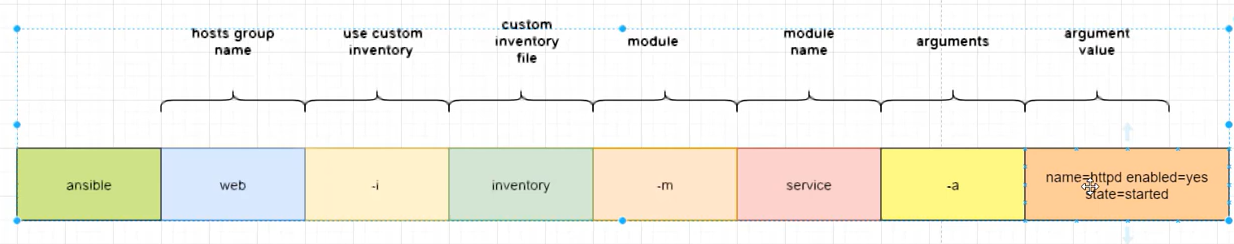 hosts group
name
use custom
inventory
custom
inventory
file
module
module
name
arguments
argument
value
ansible
web
-i
inventory
-m
service
-a
name=httpd enabled=yes
state=started